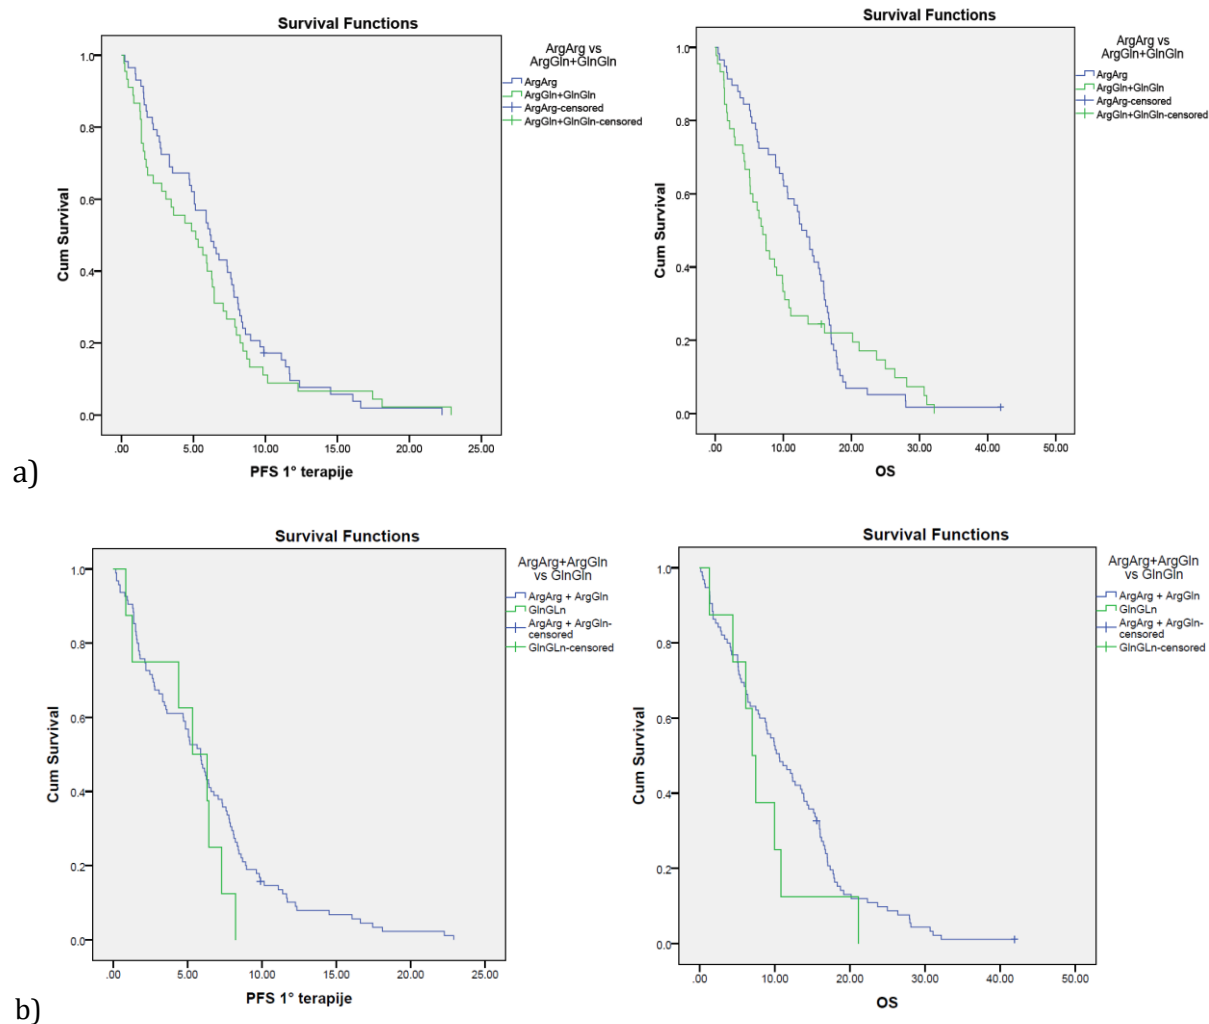 Survival Functions
1.0
0.8
0.6
0.4
0.2
0.0
Cum Survival
.00 5.00 10.00 15.00 20.00 25.00
PFS 1° terapije
ArgArg vs
ArgGln+GlnGln
ArgArg
ArgGln+GlnGln
ArgArg-censored
ArgGln+GlnGln-censored
Survival Functions
1.0
0.8
0.6
0.4
0.2
0.0
Cum Survival
.00 10.00 20.00 30.00 40.00 50.00
OS
ArgArg vs
ArgGln+GlnGln
ArgArg
ArgGln+GlnGln
ArgArg-censored
ArgGln+GlnGln-censored
a)
Survival Functions
1.0
0.8
0.6
0.4
0.2
0.0
Cum Survival
.00 5.00 10.00 15.00 20.00 25.00
PFS 1° terapije
ArgArg+ArgGln
vs GlnGln
ArgArg + ArgGln
GlnGLn
ArgArg + ArgGln-
censored
GlnGLn-censored
Survival Functions
1.0
0.8
0.6
0.4
0.2
0.0
Cum Survival
.00 10.00 20.00 30.00 40.00 50.00
OS
ArgArg+ArgGln
vs GlnGln
ArgArg + ArgGln
GlnGLn
ArgArg + ArgGln-
censored
GlnGLn-censored
b)